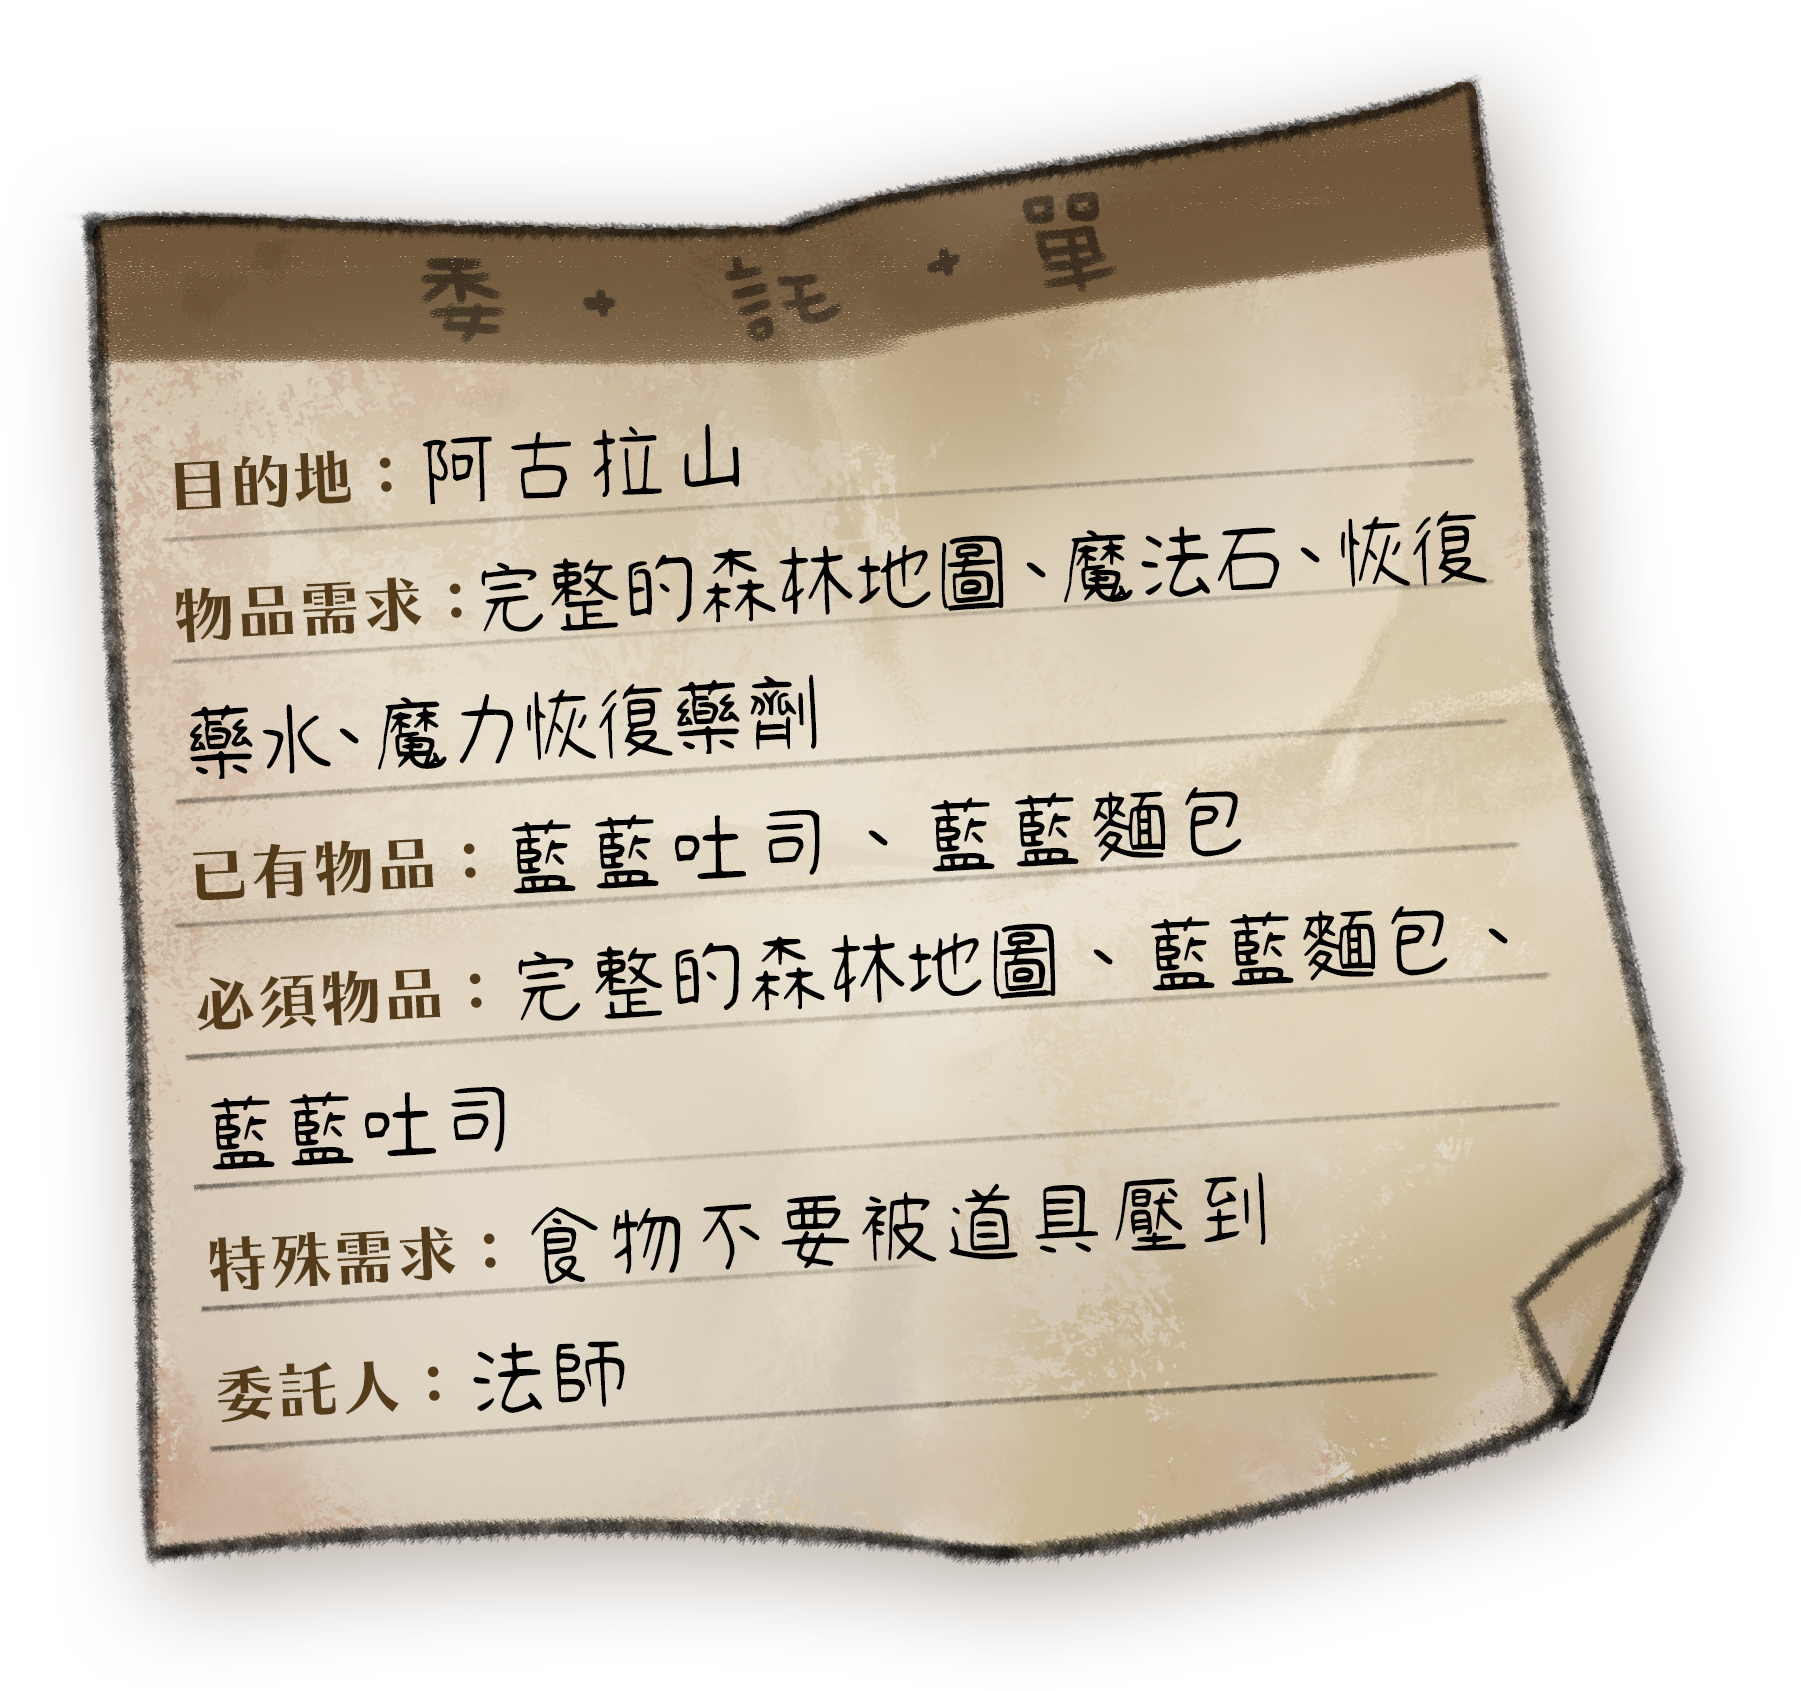 委+託+單
目的地：阿古拉山
物品需求：完整的森林地圖、魔法石、恢復
藥水、魔力恢復藥劑
已有物品：藍藍吐司、藍藍麵包
必須物品：完整的森林地圖、藍藍麵包、
藍藍吐司
特殊需求：食物不要被道具壓到
委託人：法師